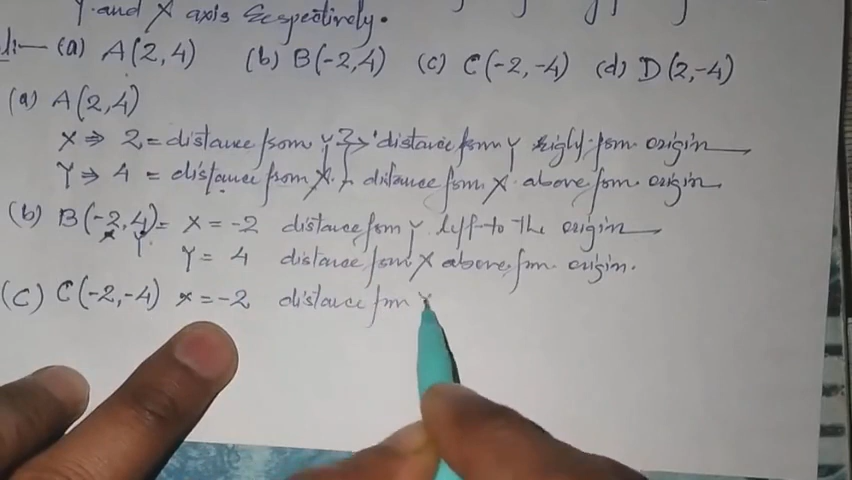 Y and X axis Respectively.
(a) A(2,4) (b) B(-2,4) (c) C(-2,-4) (d) D(2,-4)
(a) A(2,4)
X ⇒ 2 = distance from Y → distance from Y right from origin
Y ⇒ 4 = distance from X → distance from X above from origin
(b) B(-2,4) = X = -2 distance from Y left to the origin
X Y
Y = 4 distance from X above from origin.
(C) C(-2,-4) x = -2 distance from Y